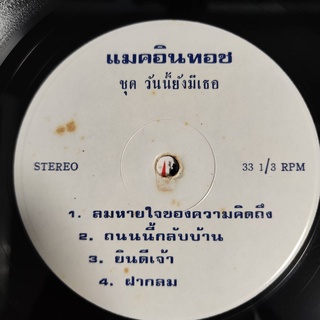 แมคอินทอช
ชุด วันนี้ยังมีเธอ
STEREO
33 1/3 RPM
1. ลมหายใจของความคิดถึง
2. ถนนนี้กลับบ้าน
3. ยินดีเจ้า
4. ฝากลม